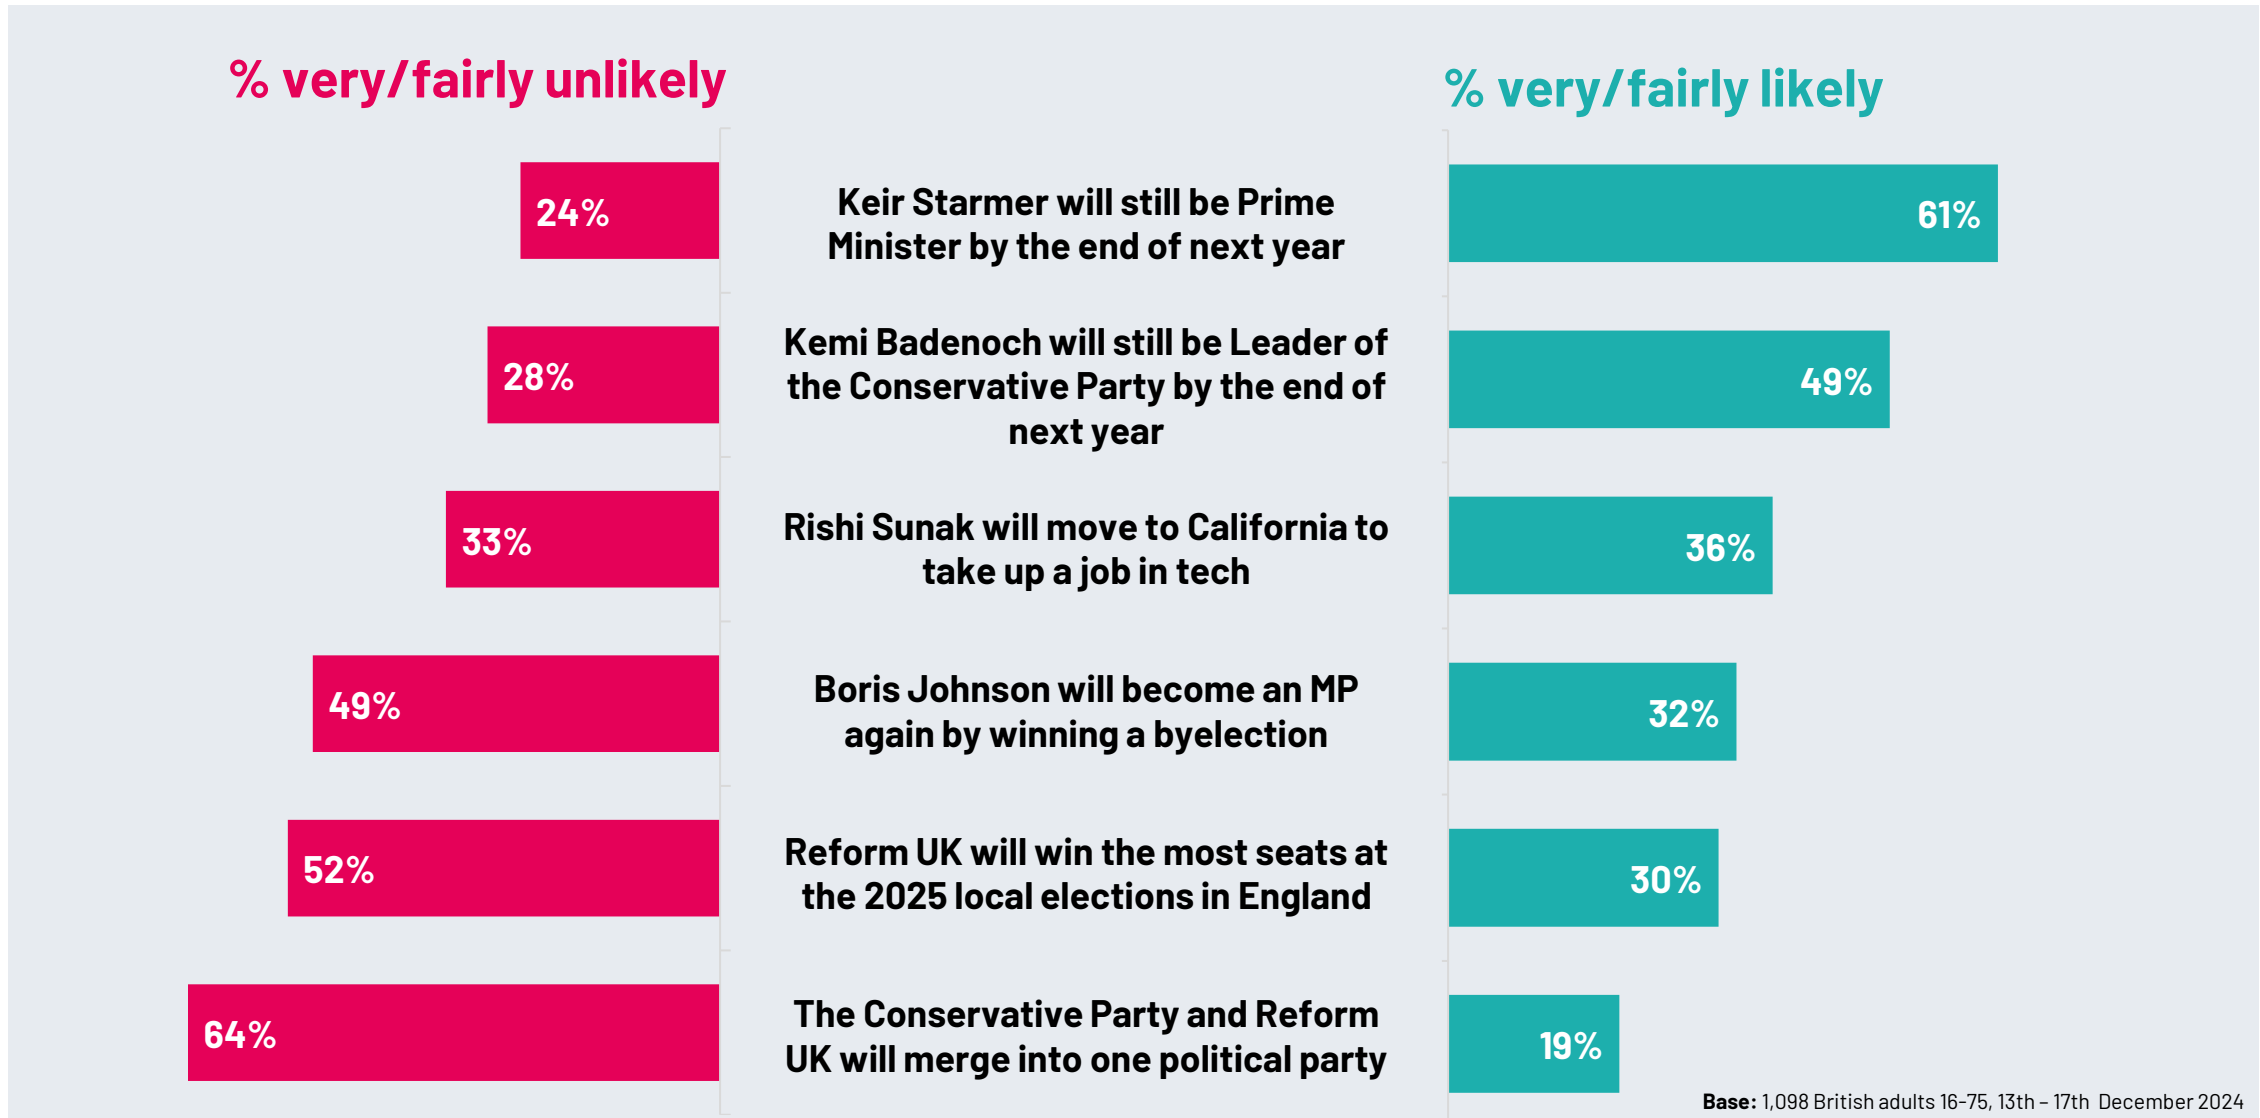 % very/fairly unlikely
% very/fairly likely
24%
Keir Starmer will still be Prime
Minister by the end of next year
61%
28%
Kemi Badenoch will still be Leader of
the Conservative Party by the end of
next year
49%
33%
Rishi Sunak will move to California to
take up a job in tech
36%
49%
Boris Johnson will become an MP
again by winning a byelection
32%
52%
Reform UK will win the most seats at
the 2025 local elections in England
30%
64%
The Conservative Party and Reform
UK will merge into one political party
19%
Base: 1,098 British adults 16-75, 13th – 17th December 2024